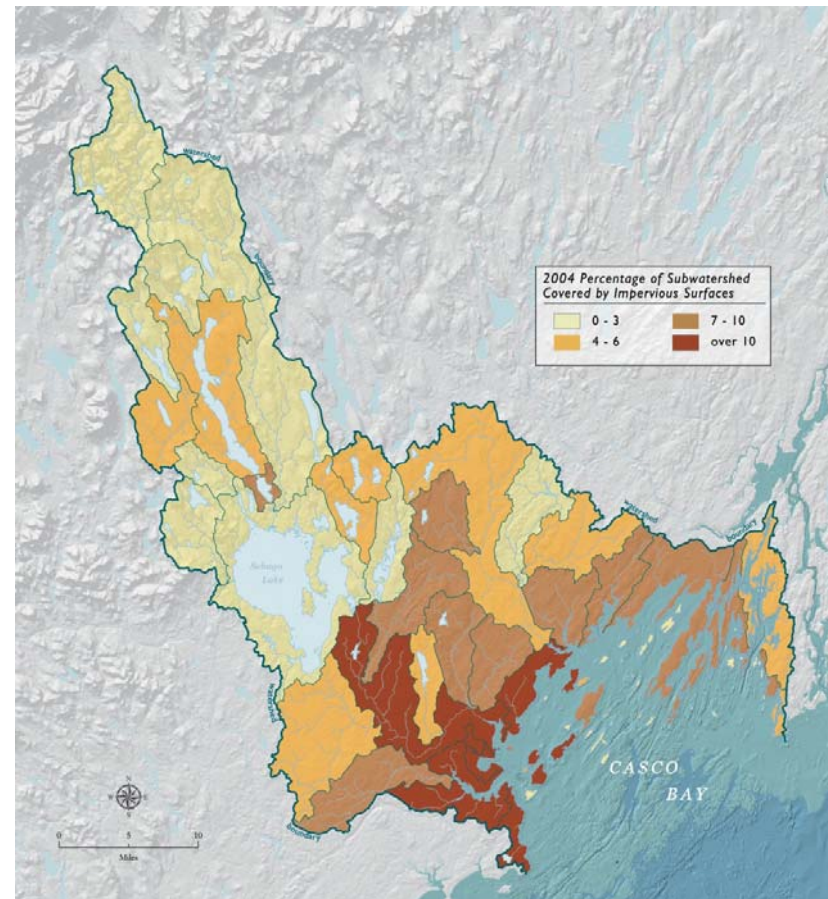 watershed
boundary
2004 Percentage of Subwatershed
Covered by Impervious Surfaces
0 - 3
7 - 10
4 - 6
over 10
watershed
boundary
Sebago
Lake
watershed
CASCO
BAY
N
W
E
S
0
5
10
Miles
boundary